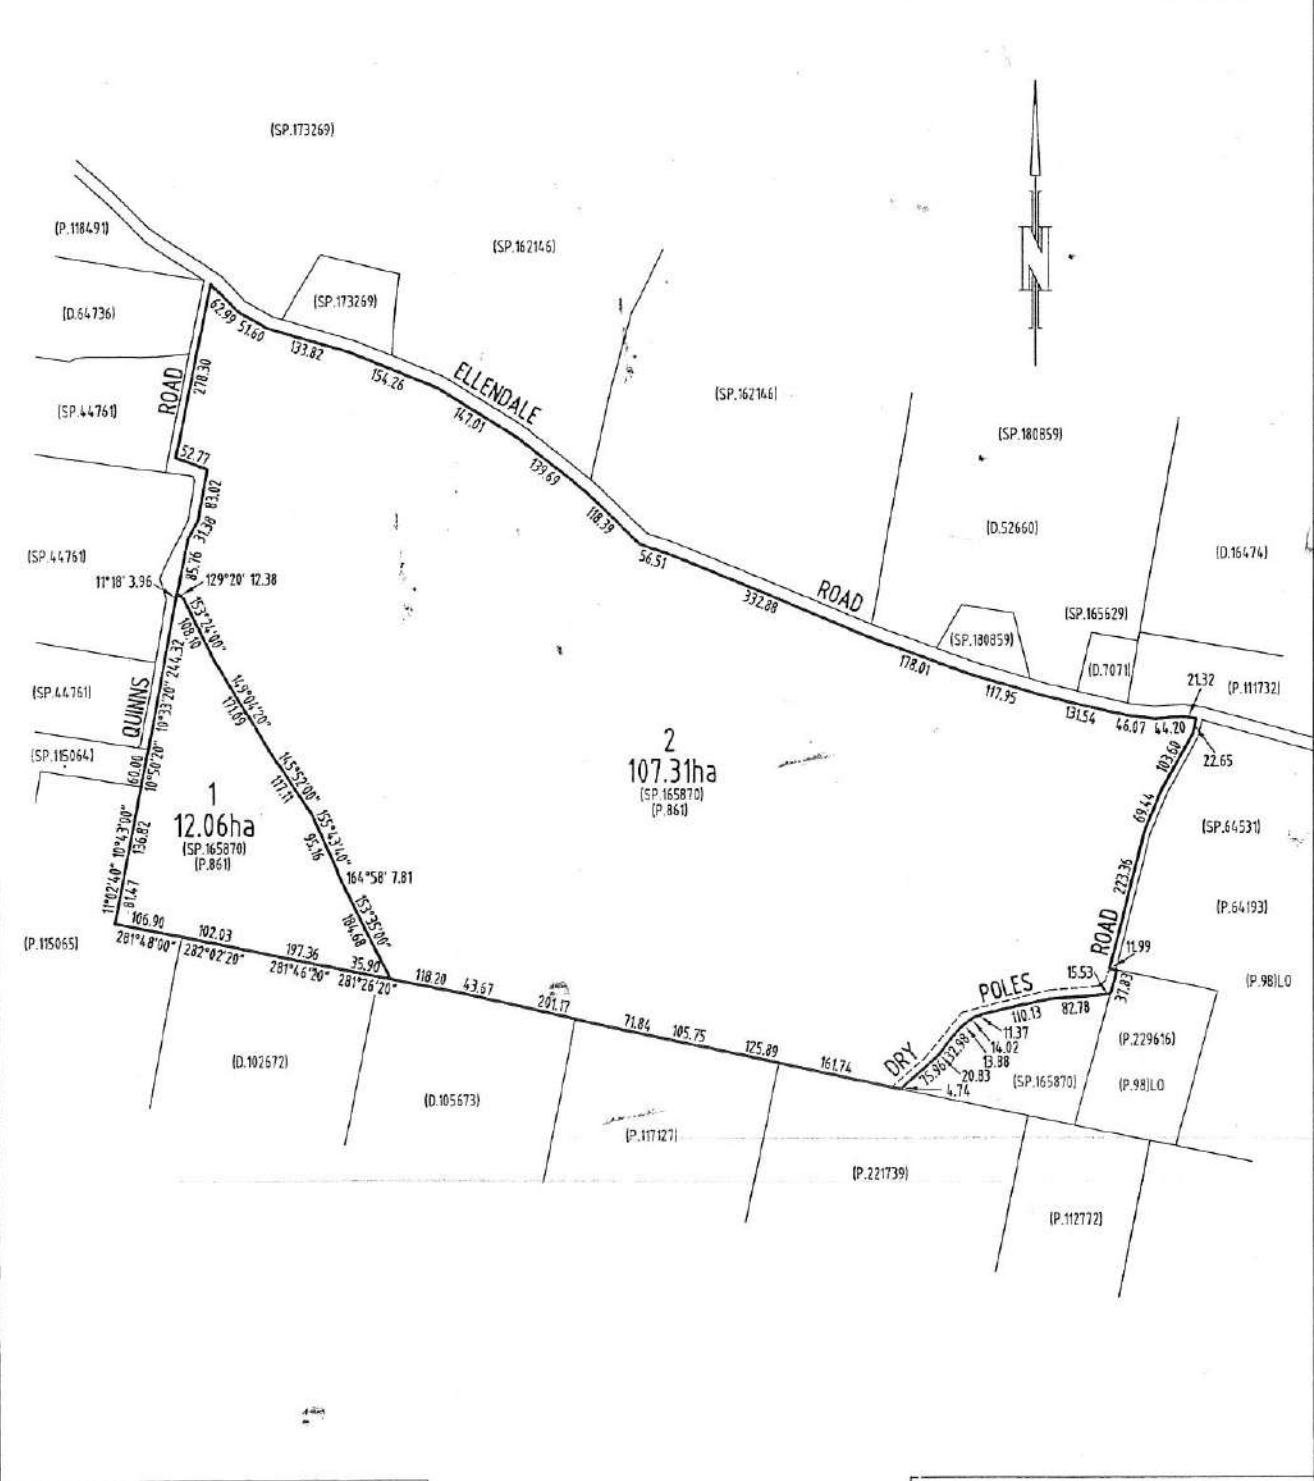 (SP.173269)
(P.118491)
(SP.162146)
(SP.173269)
(D.64736)
62.99
51.60
133.82
154.26
ELLENDALE
147.01
139.69
118.39
56.51
332.88
ROAD
178.01
117.95
131.54
46.07
44.20
21.32
22.65
N
(SP.162146)
(SP.180859)
(D.52660)
(D.16474)
(SP.165629)
(SP.180859)
(D.7071)
(P.111732)
ROAD
278.30
(SP.44761)
52.77
83.02
31.38
85.76
(SP.44761)
11°18' 3.96
129°20' 12.38
153°24'00"
108.10
10°33'20" 244.32
(SP.44761)
QUINNS
149°04'20"
171.09
(SP.115064)
60.00
10°50'20"
145°52'00"
117.11
1
12.06ha
(SP.165870)
(P.861)
2
107.31ha
(SP.165870)
(P.861)
155°43'40"
95.16
164°58' 7.81
153°35'00"
184.68
10°43'00"
136.82
11°02'40"
81.47
106.90
281°48'00"
102.03
282°02'20"
197.36
281°46'20"
35.90
281°26'20"
118.20
43.67
201.17
71.84
105.75
125.89
161.74
(P.115065)
103.60
69.44
(SP.64531)
223.36
(P.64193)
ROAD
11.99
15.53
37.83
(P.98)LO
POLES
110.13
82.78
11.37
14.02
13.88
DRY
75.96
132.98
20.83
4.74
(SP.165870)
(P.229616)
(P.98)LO
(D.102672)
(D.105673)
(P.117127)
(P.221739)
(P.112772)